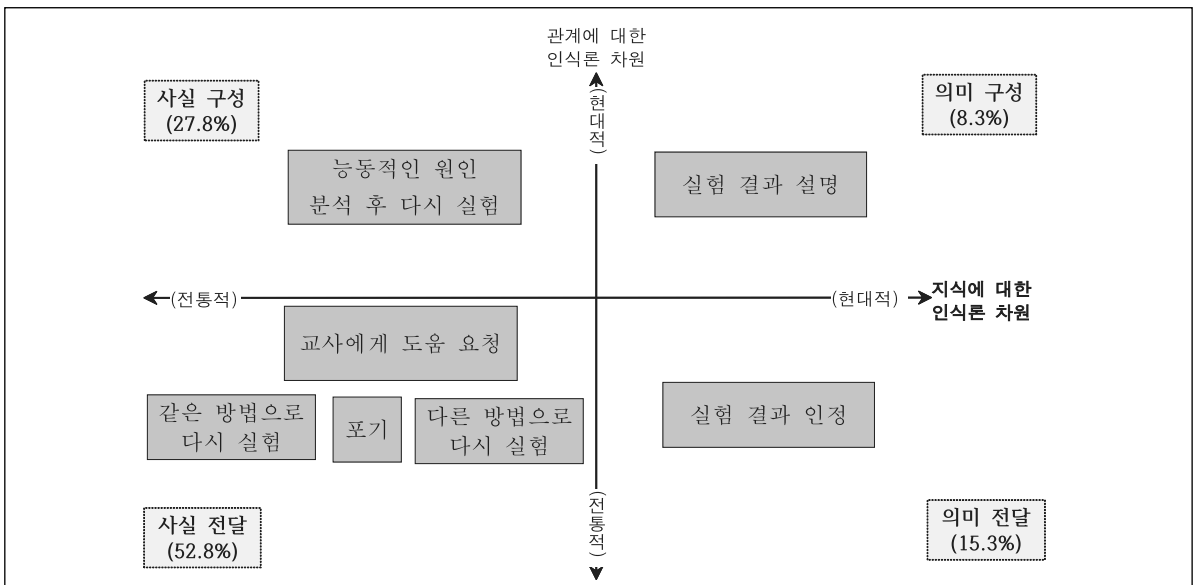 관계에 대한
인식론 차원
(현대적)
사실 구성
(27.8%)
의미 구성
(8.3%)
능동적인 원인
분석 후 다시 실험
실험 결과 설명
(전통적)
(현대적)
지식에 대한
인식론 차원
교사에게 도움 요청
같은 방법으로
다시 실험
포기
다른 방법으로
다시 실험
실험 결과 인정
(전통적)
사실 전달
(52.8%)
의미 전달
(15.3%)